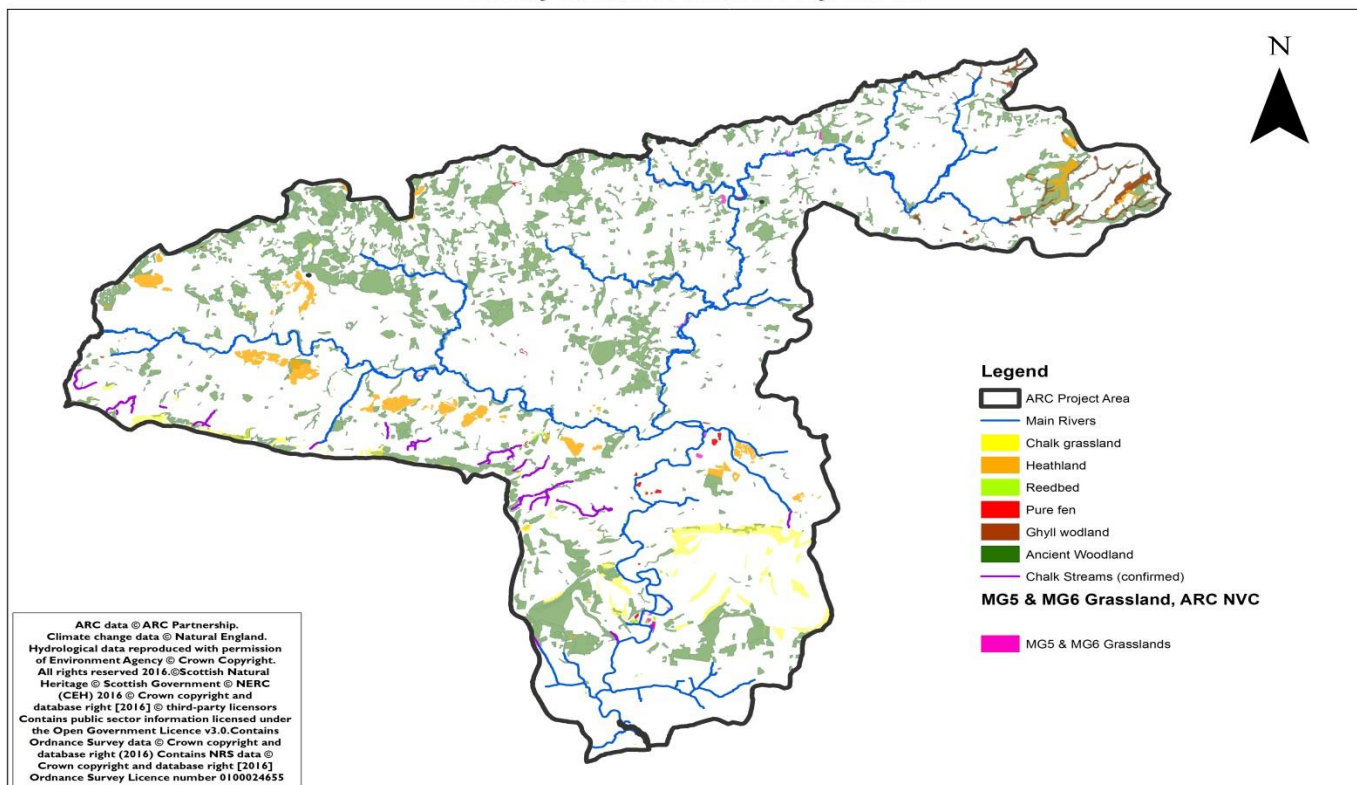 N
Legend
ARC Project Area
Main Rivers
Chalk grassland
Heathland
Reedbed
Pure fen
Ghyll wodland
Ancient Woodland
Chalk Streams (confirmed)
MG5 & MG6 Grassland, ARC NVC
MG5 & MG6 Grasslands
ARC data © ARC Partnership.
Climate change data © Natural England.
Hydrological data reproduced with permission
of Environment Agency © Crown Copyright.
All rights reserved 2016.©Scottish Natural
Heritage © Scottish Government © NERC
(CEH) 2016 © Crown copyright and
database right [2016] © third-party licensors
Contains public sector information licensed under
the Open Government Licence v3.0.Contains
Ordnance Survey data © Crown copyright and
database right (2016) Contains NRS data ©
Crown copyright and database right [2016]
Ordnance Survey Licence number 0100024655